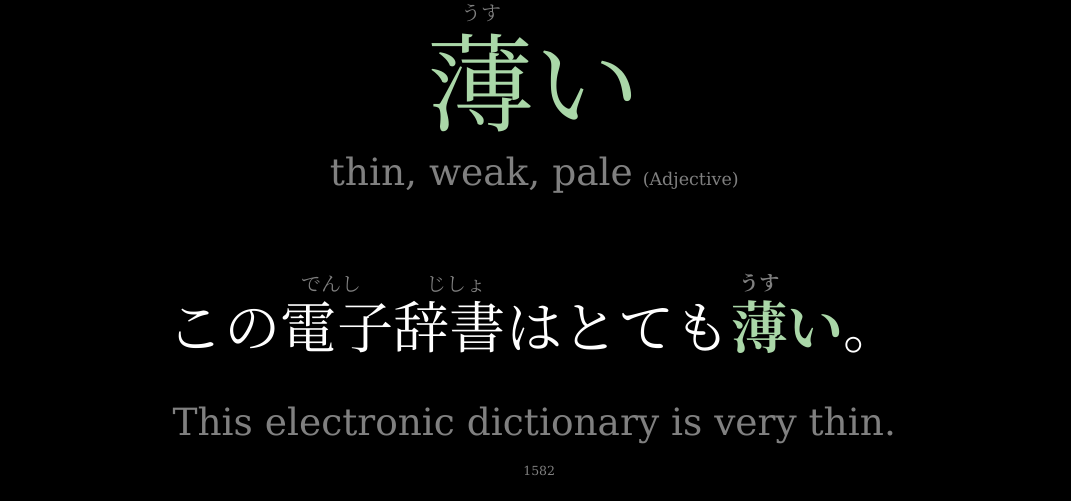 うす
薄い
thin, weak, pale (Adjective)
でんし じしょ うす
この電子辞書はとても薄い。
This electronic dictionary is very thin.
1582